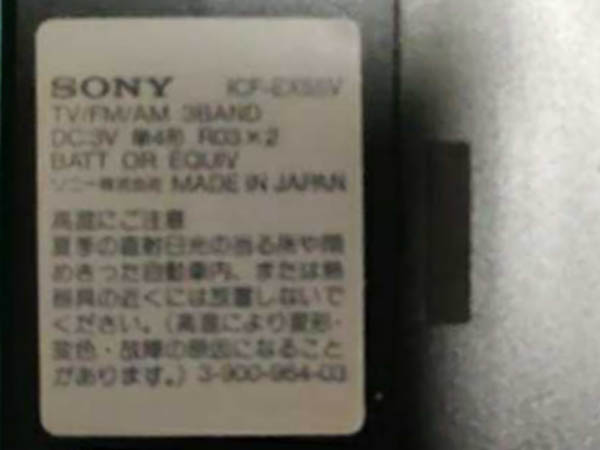 SONY ICF-EX55V
TV/FM/AM 3BAND
DC:3V 単4形 R03×2
BATT OR EQUIV
ソニー株式会社 MADE IN JAPAN
高温にご注意
夏季の直射日光の当る所や閉
めきった自動車内、または熱
器具の近くには放置しないで
ください。(高温により変形・
変色・故障の原因になること
があります。) 3-900-964-03